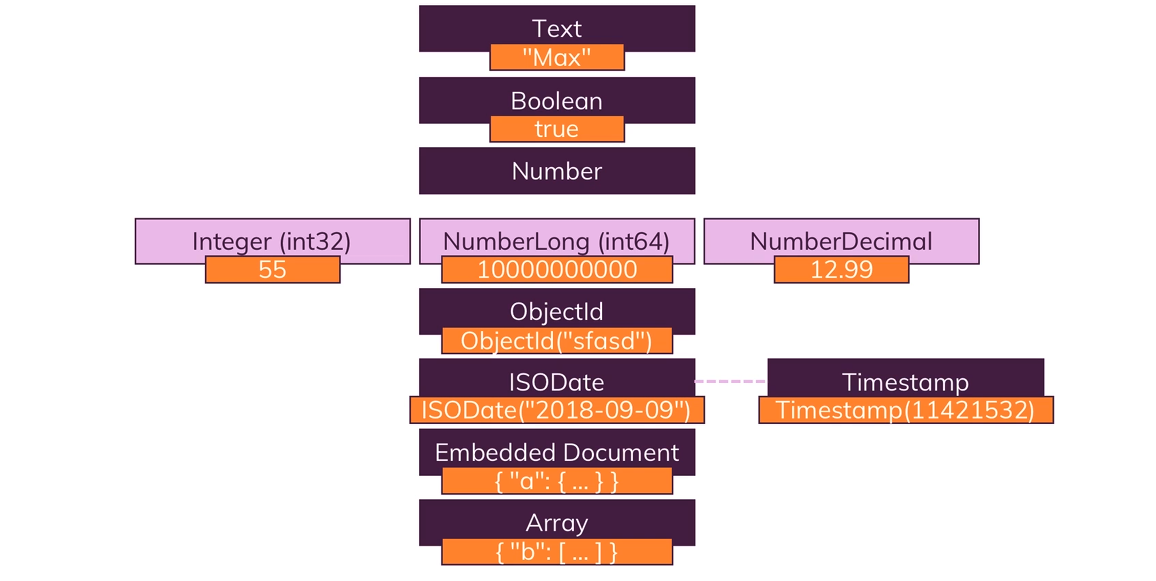 Text
"Max"
Boolean
true
Number
Integer (int32)
55
NumberLong (int64)
10000000000
NumberDecimal
12.99
ObjectId
ObjectId("sfasd")
ISODate
ISODate("2018-09-09")
Timestamp
Timestamp(11421532)
Embedded Document
{ "a": { ... } }
Array
{ "b": [ ... ] }